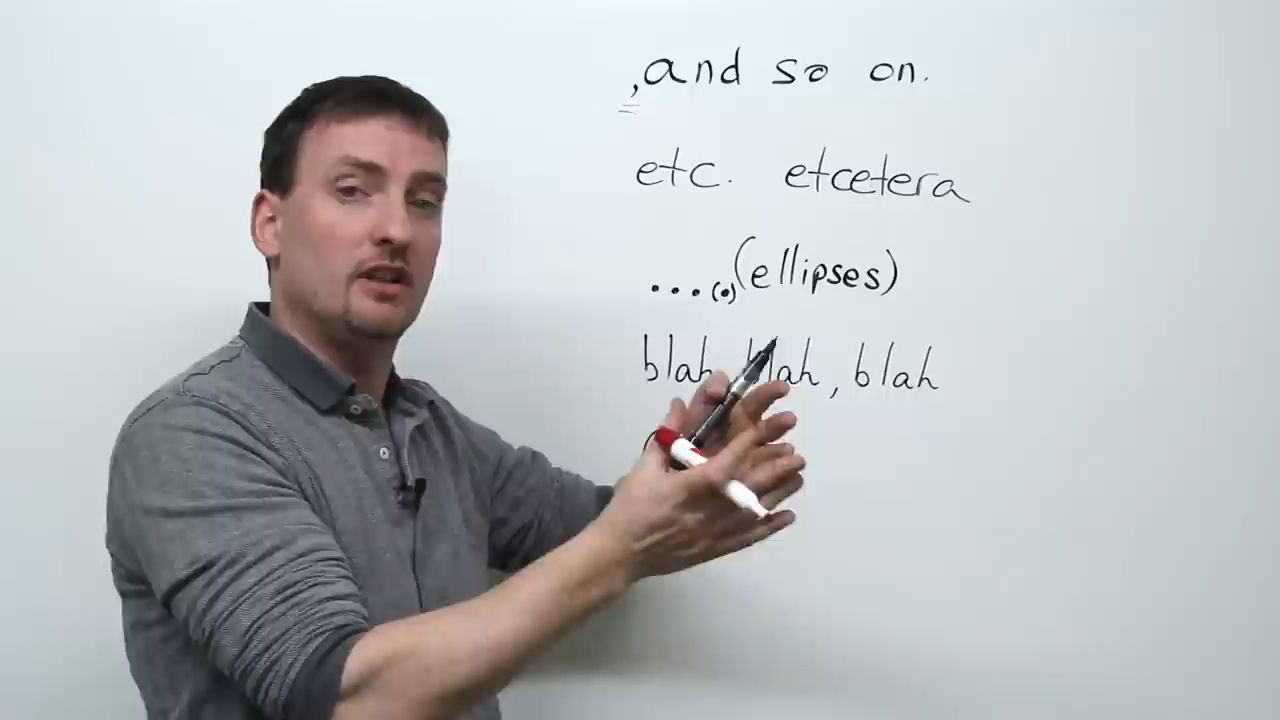 , and so on.
etc. etcetera
....(.) (ellipses)
blah, blah, blah